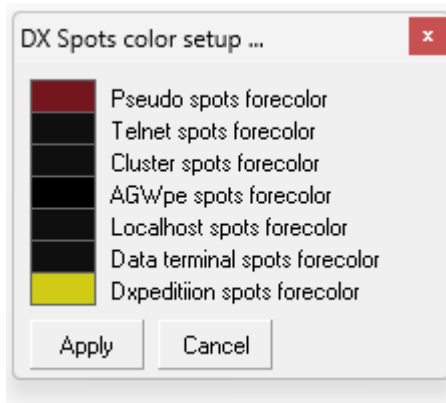 DX Spots color setup ...
x
Pseudo spots forecolor
Telnet spots forecolor
Cluster spots forecolor
AGWpe spots forecolor
Localhost spots forecolor
Data terminal spots forecolor
Dxpeditiion spots forecolor
Apply Cancel